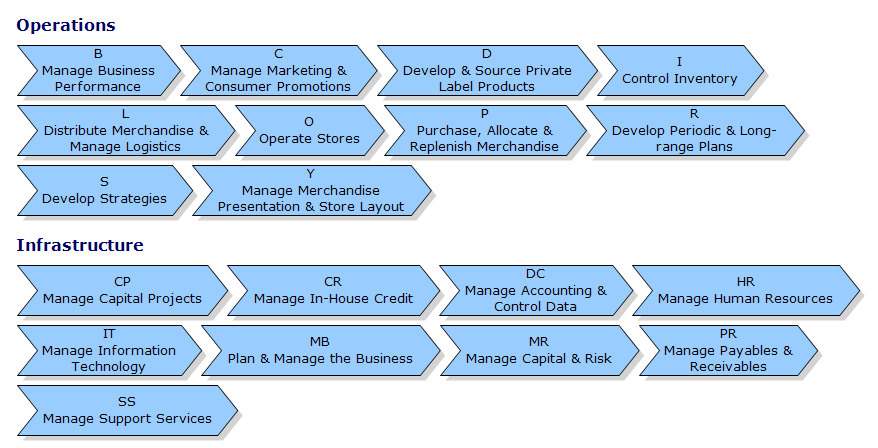 Operations
B
Manage Business
Performance
C
Manage Marketing &
Consumer Promotions
D
Develop & Source Private
Label Products
I
Control Inventory
L
Distribute Merchandise &
Manage Logistics
O
Operate Stores
P
Purchase, Allocate &
Replenish Merchandise
R
Develop Periodic & Long-
range Plans
S
Develop Strategies
Y
Manage Merchandise
Presentation & Store Layout
Infrastructure
CP
Manage Capital Projects
CR
Manage In-House Credit
DC
Manage Accounting &
Control Data
HR
Manage Human Resources
IT
Manage Information
Technology
MB
Plan & Manage the Business
MR
Manage Capital & Risk
PR
Manage Payables &
Receivables
SS
Manage Support Services